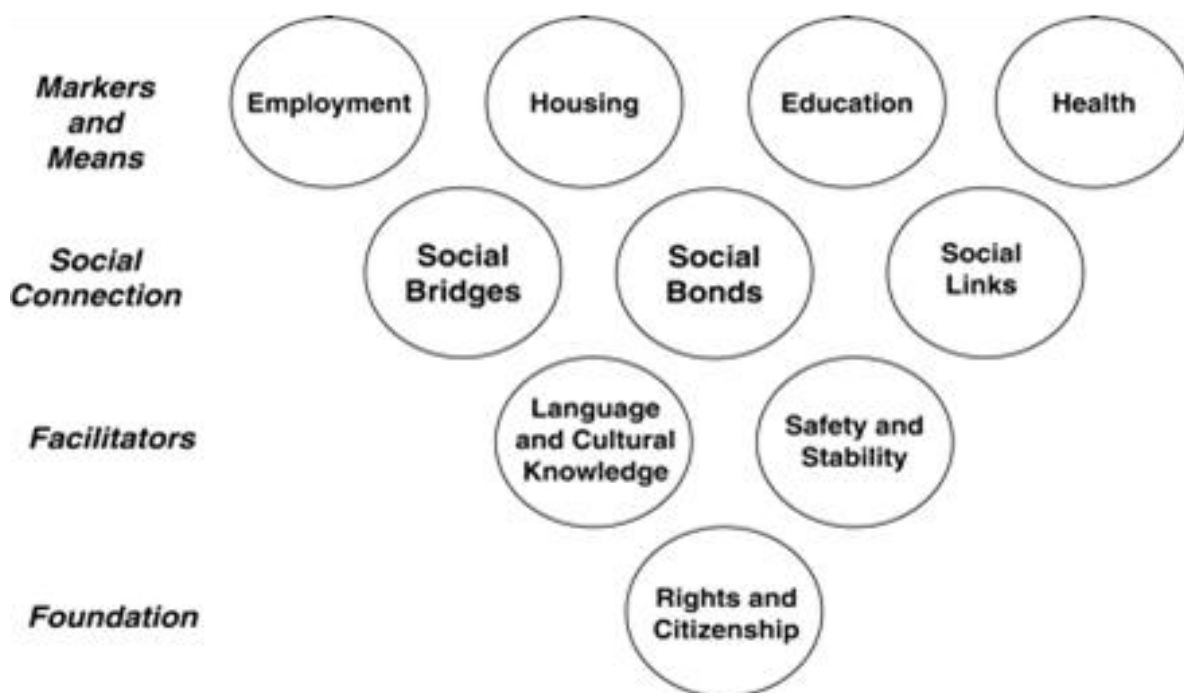 Markers
and
Means
Employment
Housing
Education
Health
Social
Connection
Social
Bridges
Social
Bonds
Social
Links
Facilitators
Language
and Cultural
Knowledge
Safety and
Stability
Foundation
Rights and
Citizenship